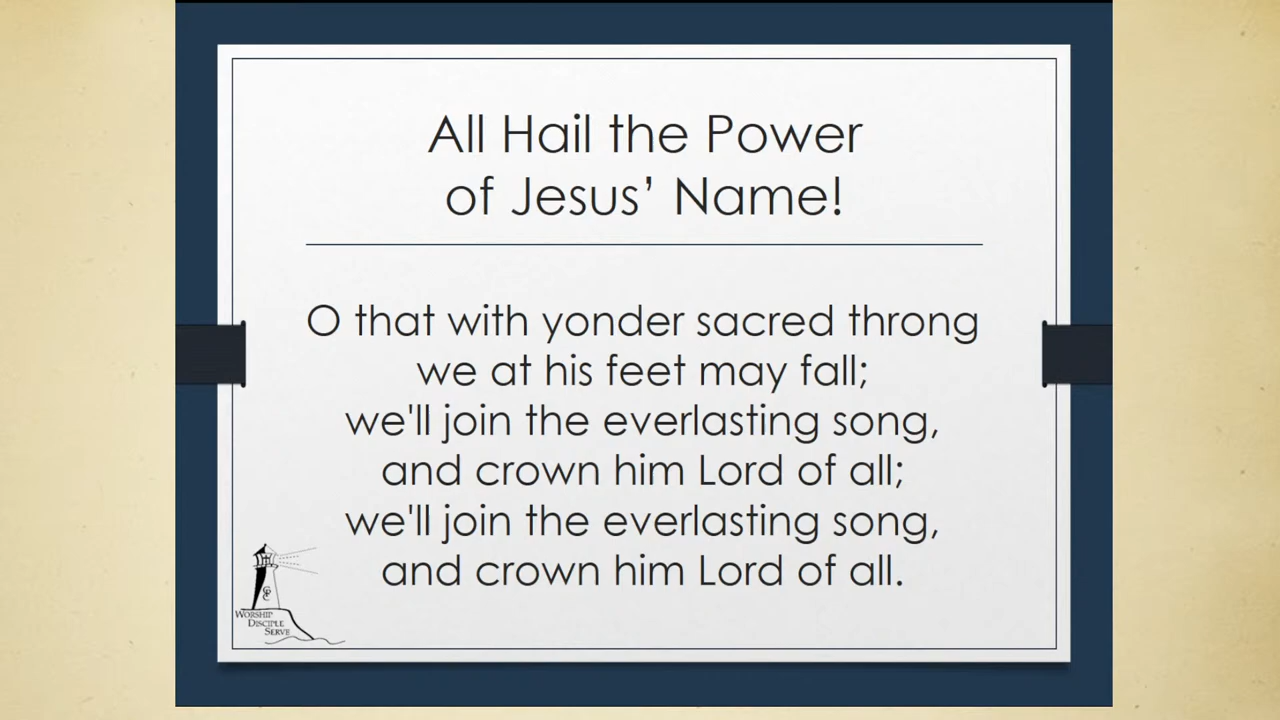 All Hail the Power
of Jesus’ Name!
O that with yonder sacred throng
we at his feet may fall;
we'll join the everlasting song,
and crown him Lord of all;
we'll join the everlasting song,
and crown him Lord of all.
WORSHIP
DISCIPLE
SERVE